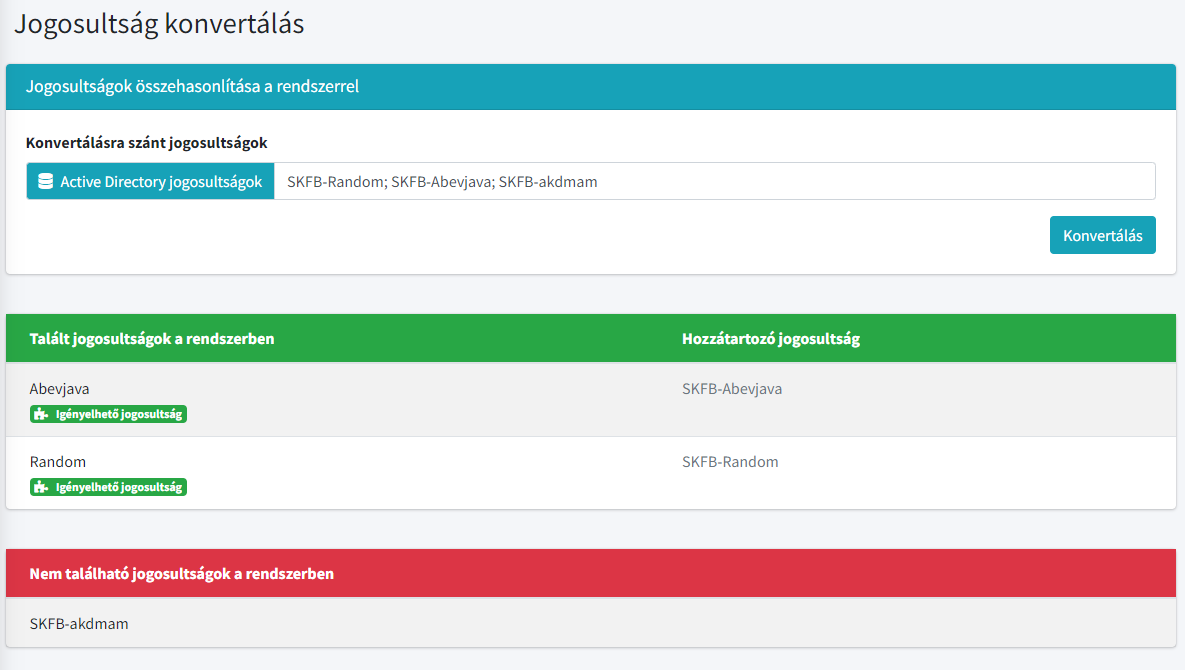 Jogosultság konvertálás
Jogosultságok összehasonlítása a rendszerrel
Konvertálásra szánt jogosultságok
Active Directory jogosultságok SKFB-Random; SKFB-Abevjava; SKFB-akdmam
Konvertálás
Talált jogosultságok a rendszerben Hozzátartozó jogosultság
Abevjava SKFB-Abevjava
Igényelhető jogosultság
Random SKFB-Random
Igényelhető jogosultság
Nem található jogosultságok a rendszerben
SKFB-akdmam